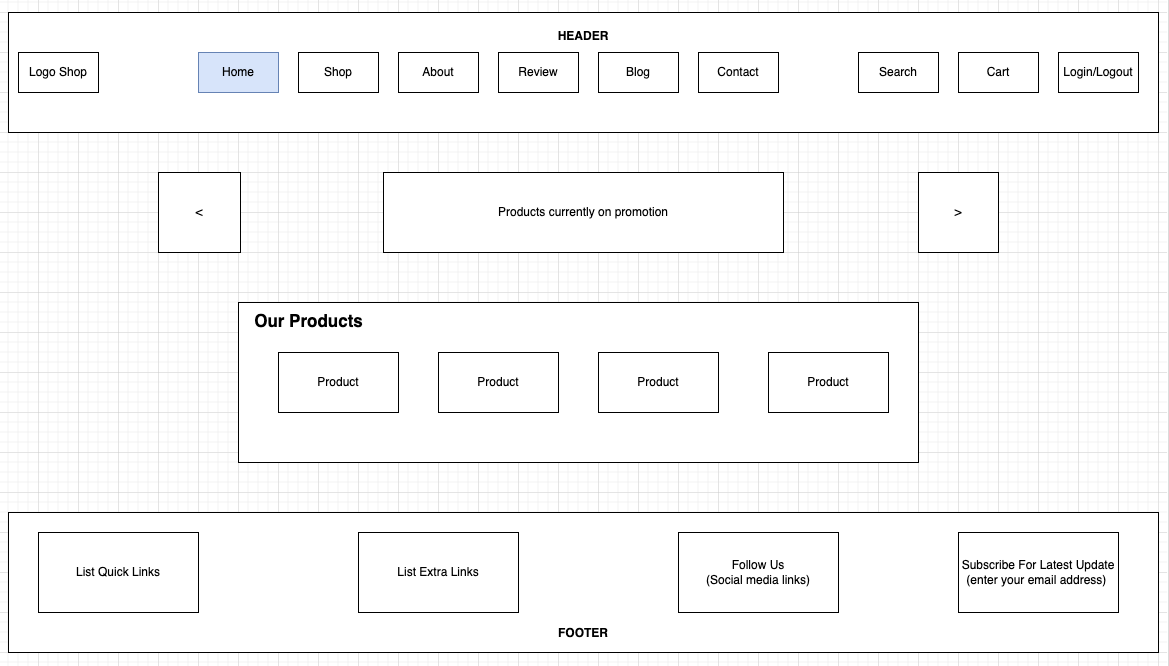 HEADER
Logo Shop
Home
Shop
About
Review
Blog
Contact
Search
Cart
Login/Logout
<
Products currently on promotion
>
Our Products
Product
Product
Product
Product
List Quick Links
List Extra Links
Follow Us
(Social media links)
Subscribe For Latest Update
(enter your email address)
FOOTER